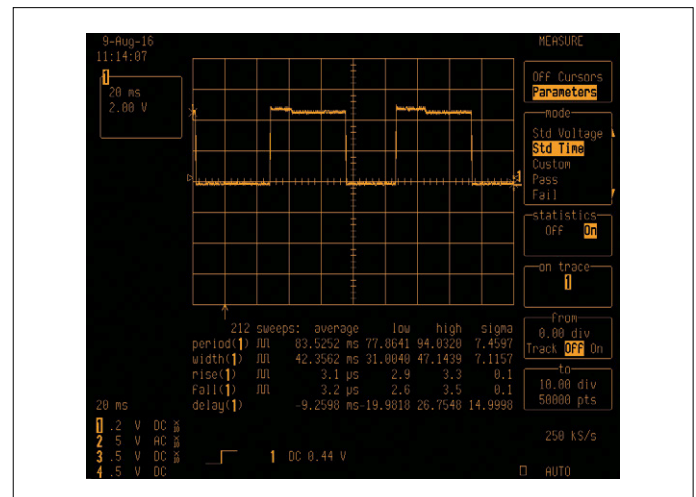 9-Aug-16
11:14:07
MEASURE
1
20 ms
2.00 V
Off Cursors
Parameters
mode
Std Voltage
Std Time
Custom
Pass
Fail
statistics
Off On
on trace
1
from
0.00 div
Track Off On
to
10.00 div
50000 pts
1
212 sweeps: average low high sigma
period(1) 83.5252 ms 77.8641 94.0320 7.4597
width(1) 42.3562 ms 31.0040 47.1439 7.1157
rise(1) 3.1 µs 2.9 3.3 0.1
fall(1) 3.2 µs 2.6 3.5 0.1
delay(1) -9.2598 ms -19.9818 26.7548 14.9998
20 ms
1 .2 V DC
2 5 V AC
3 .5 V DC
4 .5 V DC
1 DC 0.44 V
250 kS/s
AUTO